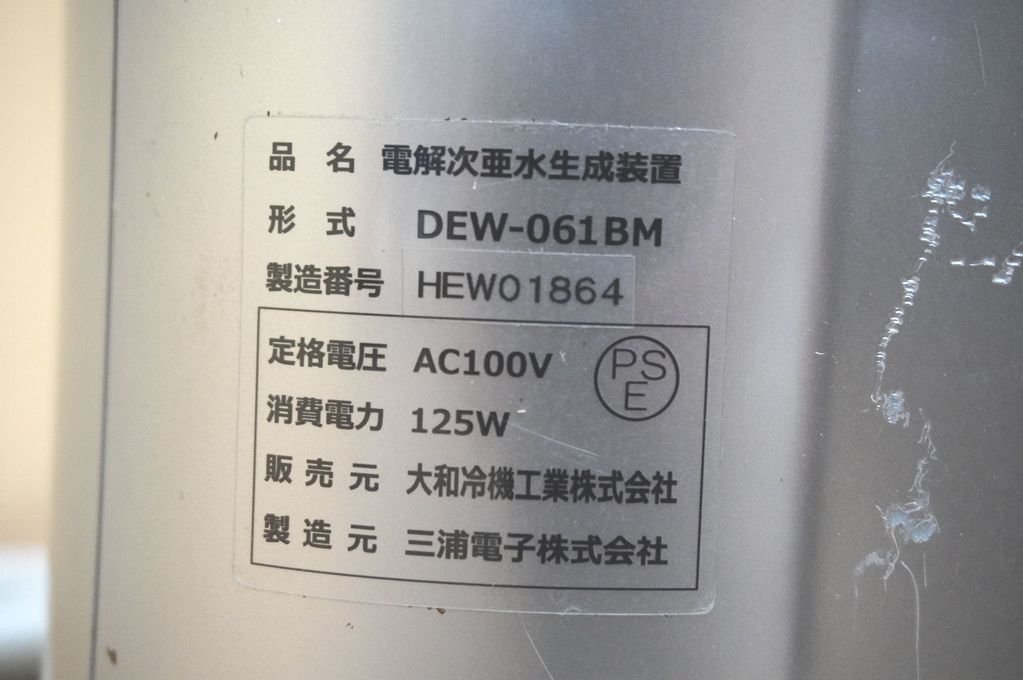 品 名 電解次亜水生成装置
形 式 DEW-061BM
製造番号 HEW01864
定格電圧 AC100V
PSE
消費電力 125W
販 売 元 大和冷機工業株式会社
製 造 元 三浦電子株式会社